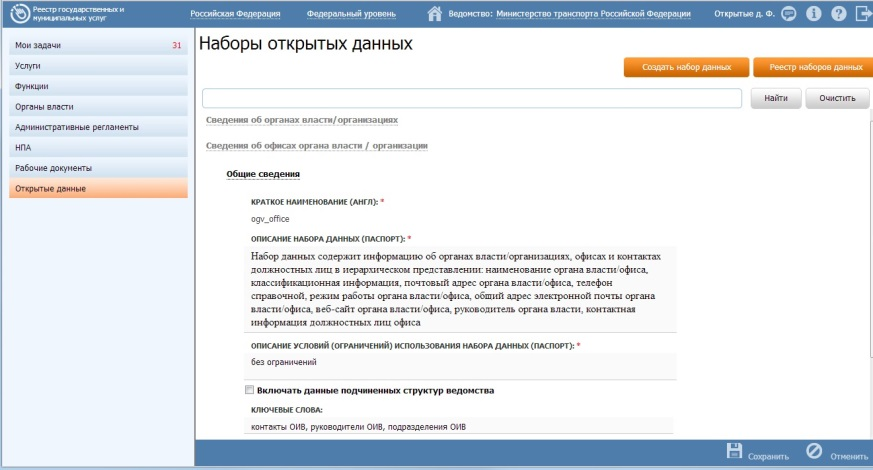 Реестр государственных и
муниципальных услуг
Российская Федерация
Федеральный уровень
Ведомство: Министерство транспорта Российской Федерации
Открытые д. Ф.
Мои задачи 31
Услуги
Функции
Органы власти
Административные регламенты
НПА
Рабочие документы
Открытые данные
Наборы открытых данных
Создать набор данных
Реестр наборов данных
Найти
Очистить
Сведения об органах власти/организациях
Сведения об офисах органа власти / организации
Общие сведения
КРАТКОЕ НАИМЕНОВАНИЕ (АНГЛ): *
ogv_office
ОПИСАНИЕ НАБОРА ДАННЫХ (ПАСПОРТ): *
Набор данных содержит информацию об органах власти/организациях, офисах и контактах
должностных лиц в иерархическом представлении: наименование органа власти/офиса,
классификационная информация, почтовый адрес органа власти/офиса, телефон
справочной, режим работы органа власти/офиса, общий адрес электронной почты органа
власти/офиса, веб-сайт органа власти/офиса, руководитель органа власти, контактная
информация должностных лиц офиса
ОПИСАНИЕ УСЛОВИЙ (ОГРАНИЧЕНИЙ) ИСПОЛЬЗОВАНИЯ НАБОРА ДАННЫХ (ПАСПОРТ): *
без ограничений
Включать данные подчиненных структур ведомства
КЛЮЧЕВЫЕ СЛОВА:
контакты ОИВ, руководители ОИВ, подразделения ОИВ
Сохранить
Отменить